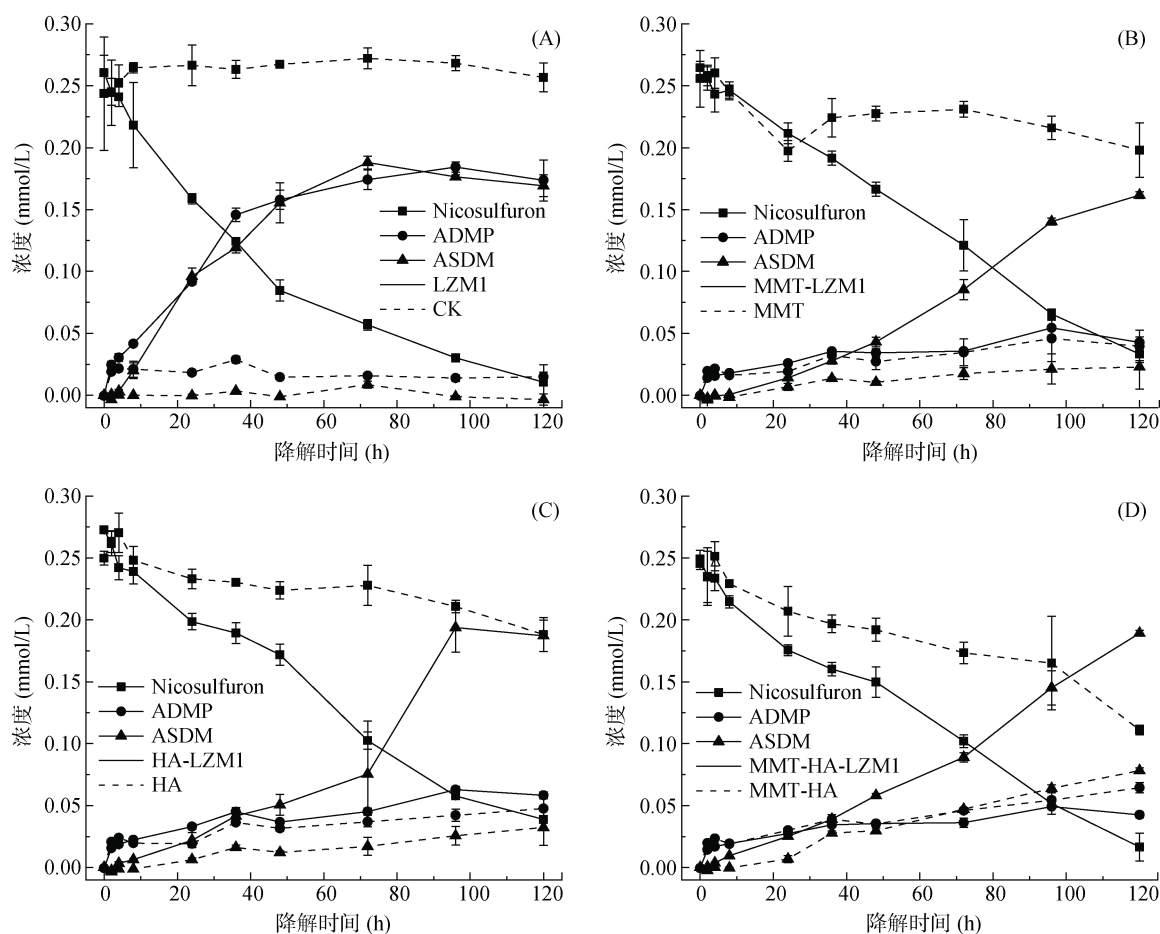 (A)
0.30
0.25
0.20
0.15
0.10
0.05
0.00
浓度 (mmol/L)
Nicosulfuron
ADMP
ASDM
LZM1
CK
0 20 40 60 80 100 120
降解时间 (h)
(B)
0.30
0.25
0.20
0.15
0.10
0.05
0.00
浓度 (mmol/L)
Nicosulfuron
ADMP
ASDM
MMT-LZM1
MMT
0 20 40 60 80 100 120
降解时间 (h)
(C)
0.30
0.25
0.20
0.15
0.10
0.05
0.00
浓度 (mmol/L)
Nicosulfuron
ADMP
ASDM
HA-LZM1
HA
0 20 40 60 80 100 120
降解时间 (h)
(D)
0.30
0.25
0.20
0.15
0.10
0.05
0.00
浓度 (mmol/L)
Nicosulfuron
ADMP
ASDM
MMT-HA-LZM1
MMT-HA
0 20 40 60 80 100 120
降解时间 (h)